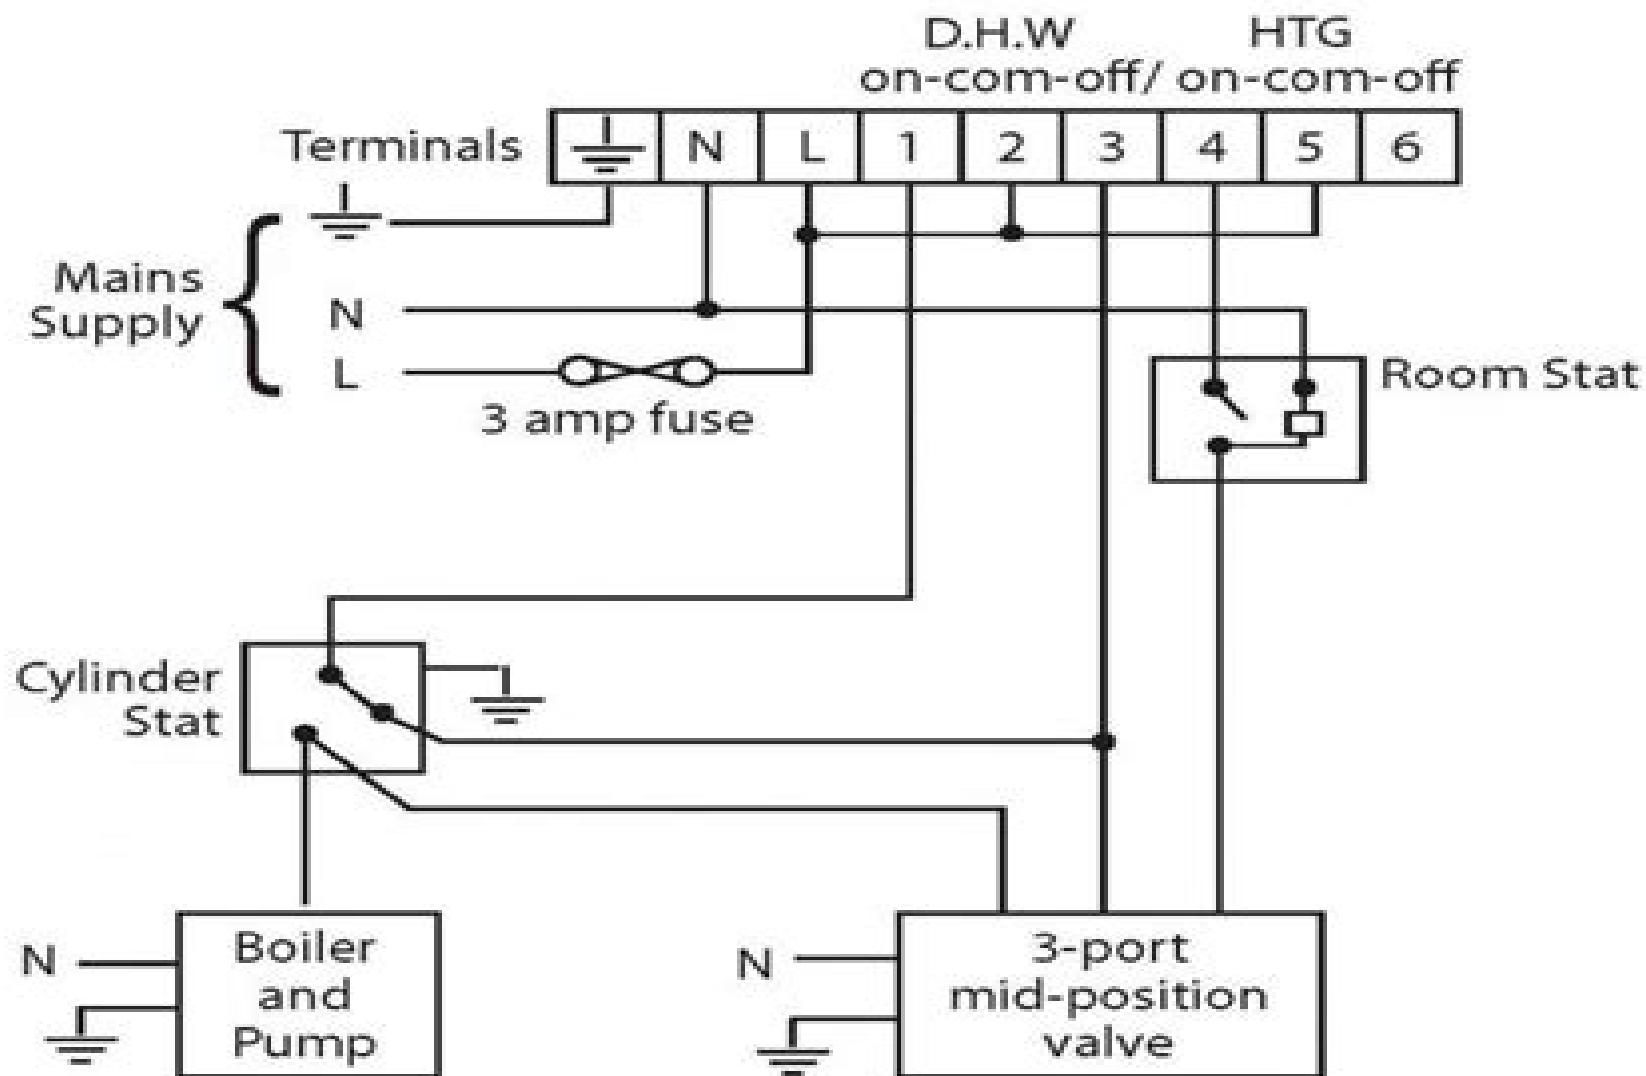 D.H.W HTG
on-com-off/ on-com-off
Terminals N L 1 2 3 4 5 6
Mains
Supply
N
L
3 amp fuse
Room Stat
Cylinder
Stat
N
Boiler
and
Pump
N
3-port
mid-position
valve